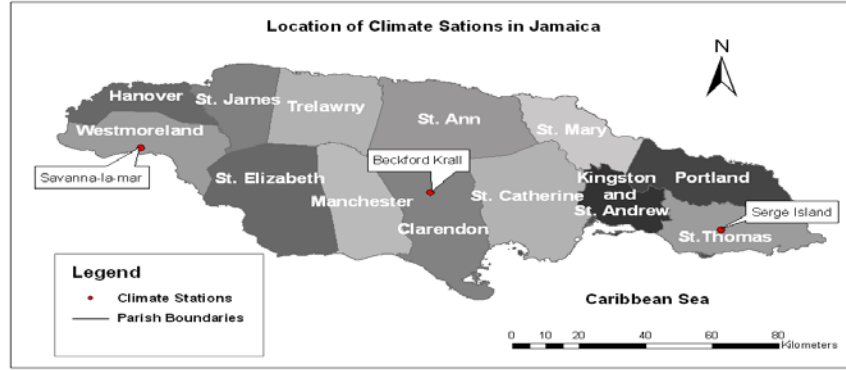 Location of Climate Sations in Jamaica
N
Hanover
St. James
Trelawny
St. Ann
St. Mary
Westmoreland
Savanna-la-mar
Beckford Krall
St. Elizabeth
Manchester
St. Catherine
Clarendon
Kingston
and
St. Andrew
Portland
Serge Island
St.Thomas
Legend
Climate Stations
Parish Boundaries
Caribbean Sea
0 10 20 40 60 80
Kilometers